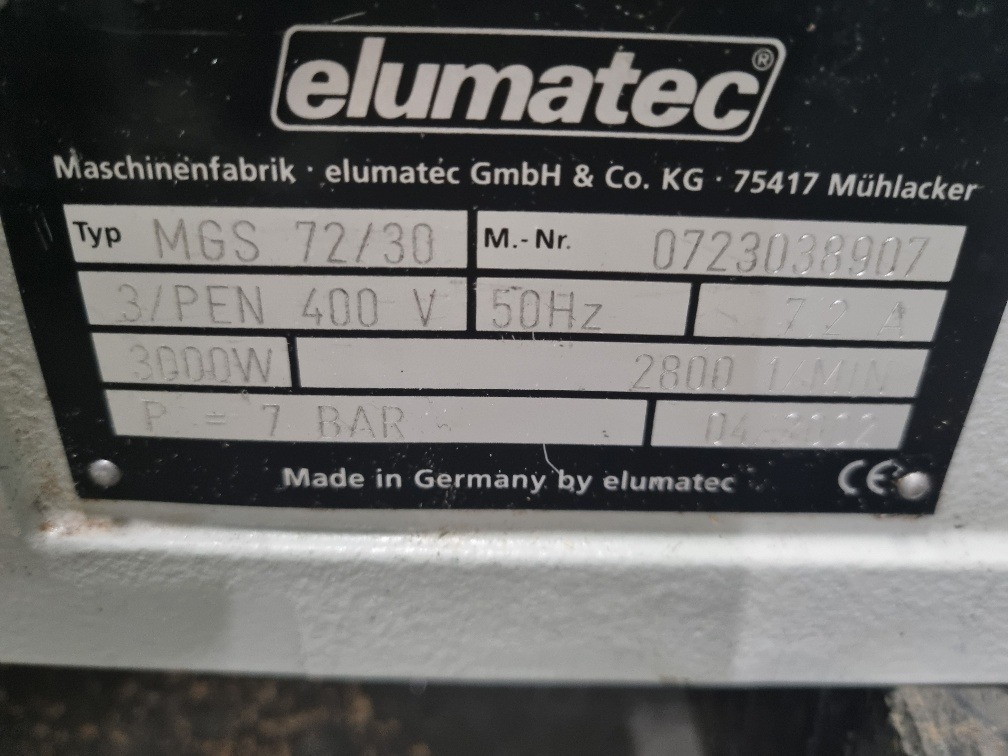 elumatec®
Maschinenfabrik · elumatec GmbH & Co. KG · 75417 Mühlacker
Typ MGS 72/30 M.-Nr. 0723038907
3/PEN 400 V 50Hz 7 2 A
3000W 2800 1/MIN
P = 7 BAR 04
Made in Germany by elumatec CE